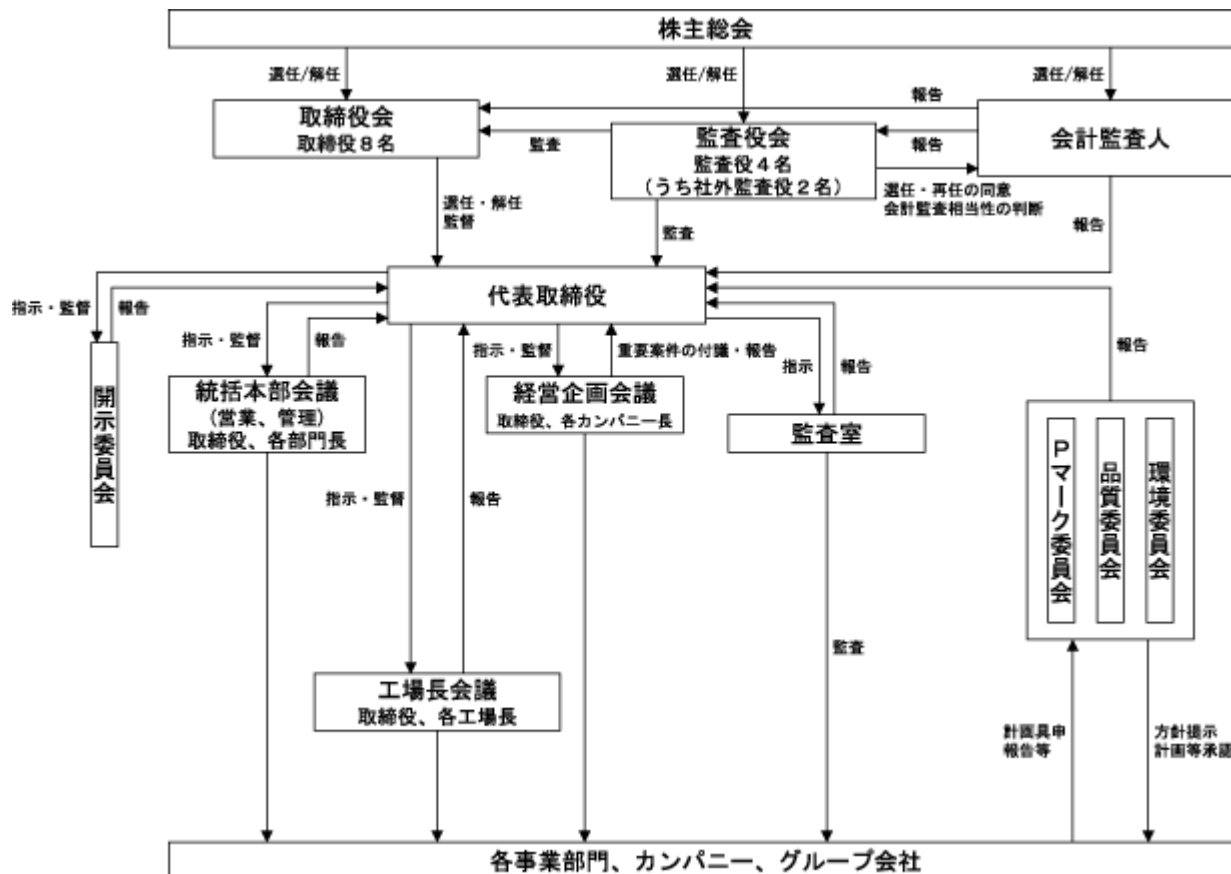 株主総会
選任/解任
選任/解任
選任/解任
取締役会
取締役8名
報告
監査
監査役会
監査役4名
(うち社外監査役2名)
報告
会計監査人
選任・再任の同意
会計監査相当性の判断
選任・解任
監督
監査
報告
代表取締役
指示・監督
報告
指示・監督
報告
指示・監督
重要案件の付議・報告
指示
報告
報告
開示委員会
統括本部会議
(営業、管理)
取締役、各部門長
経営企画会議
取締役、各カンパニー長
監査室
Pマーク委員会
品質委員会
環境委員会
指示・監督
報告
監査
工場長会議
取締役、各工場長
計画具申
報告等
方針提示
計画等承認
各事業部門、カンパニー、グループ会社